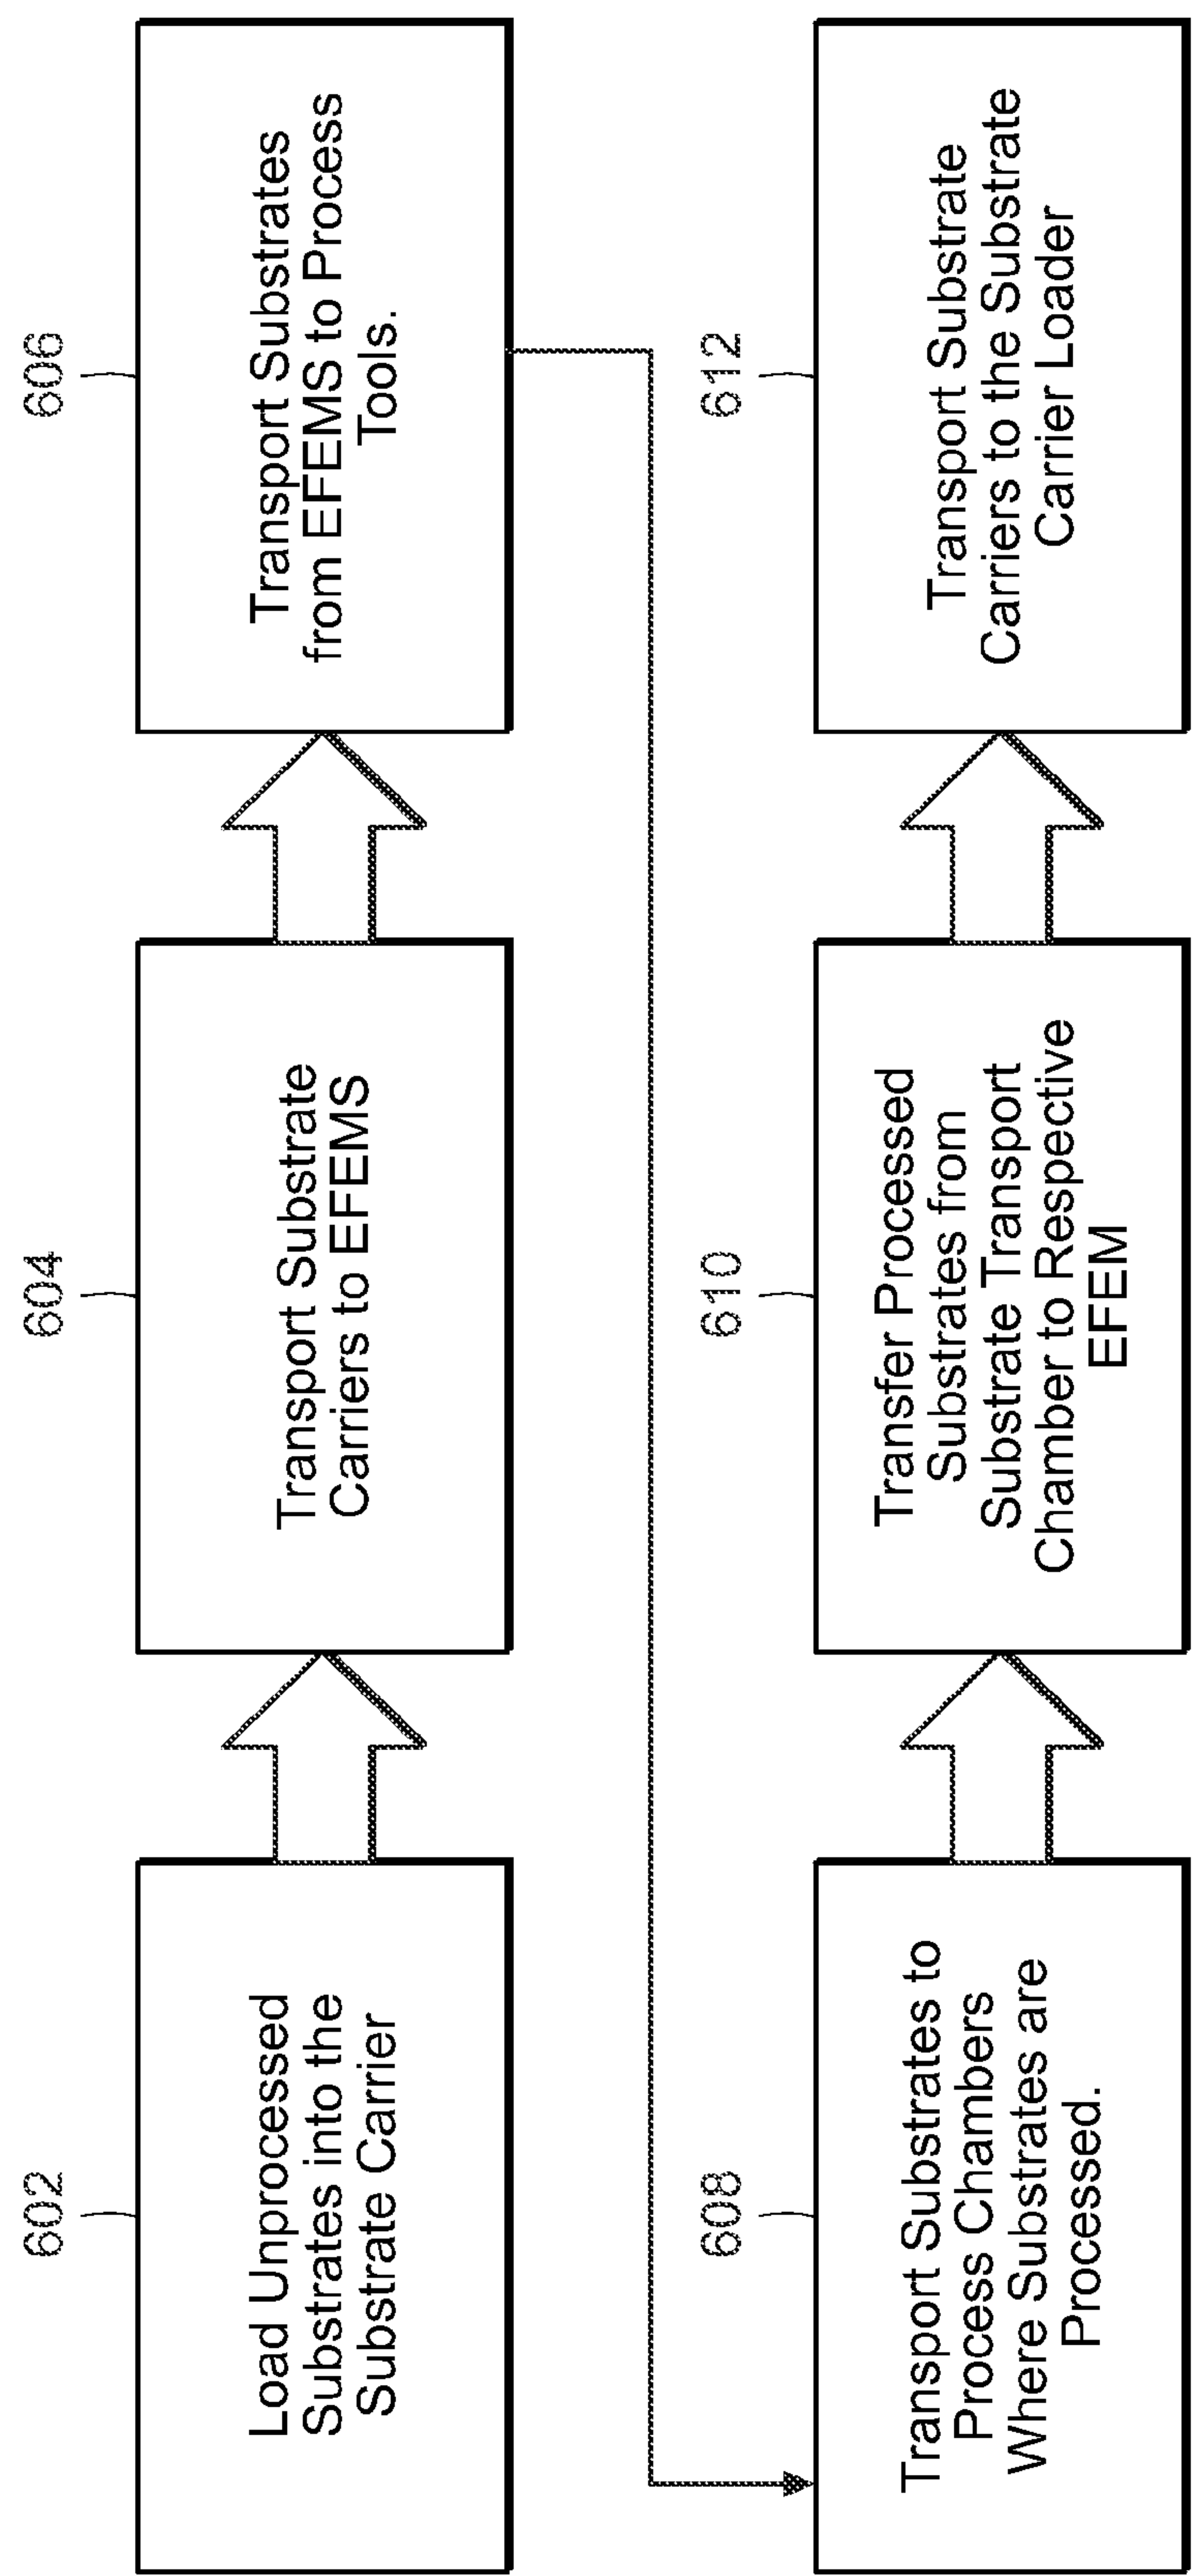 602
Load Unprocessed
Substrates into the
Substrate Carrier
604
Transport Substrate
Carriers to EFEMS
606
Transport Substrates
from EFEMS to Process
Tools.
608
Transport Substrates to
Process Chambers
Where Substrates are
Processed.
610
Transfer Processed
Substrates from
Substrate Transport
Chamber to Respective
EFEM
612
Transport Substrate
Carriers to the Substrate
Carrier Loader